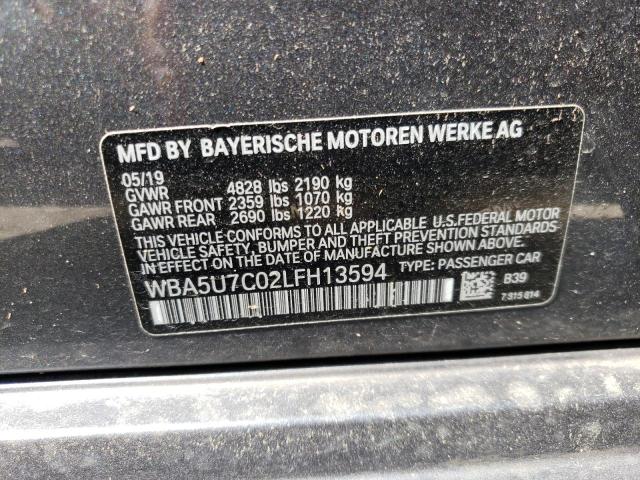 MFD BY BAYERISCHE MOTOREN WERKE AG
05/19
GVWR 4828 lbs 2190 kg
GAWR FRONT 2359 lbs 1070 kg
GAWR REAR 2690 lbs 1220 kg
THIS VEHICLE CONFORMS TO ALL APPLICABLE U.S.FEDERAL MOTOR
VEHICLE SAFETY, BUMPER AND THEFT PREVENTION STANDARDS
IN EFFECT ON THE DATE OF MANUFACTURE SHOWN ABOVE.
WBA5U7C02LFH13594 TYPE: PASSENGER CAR
B39
7 915 814